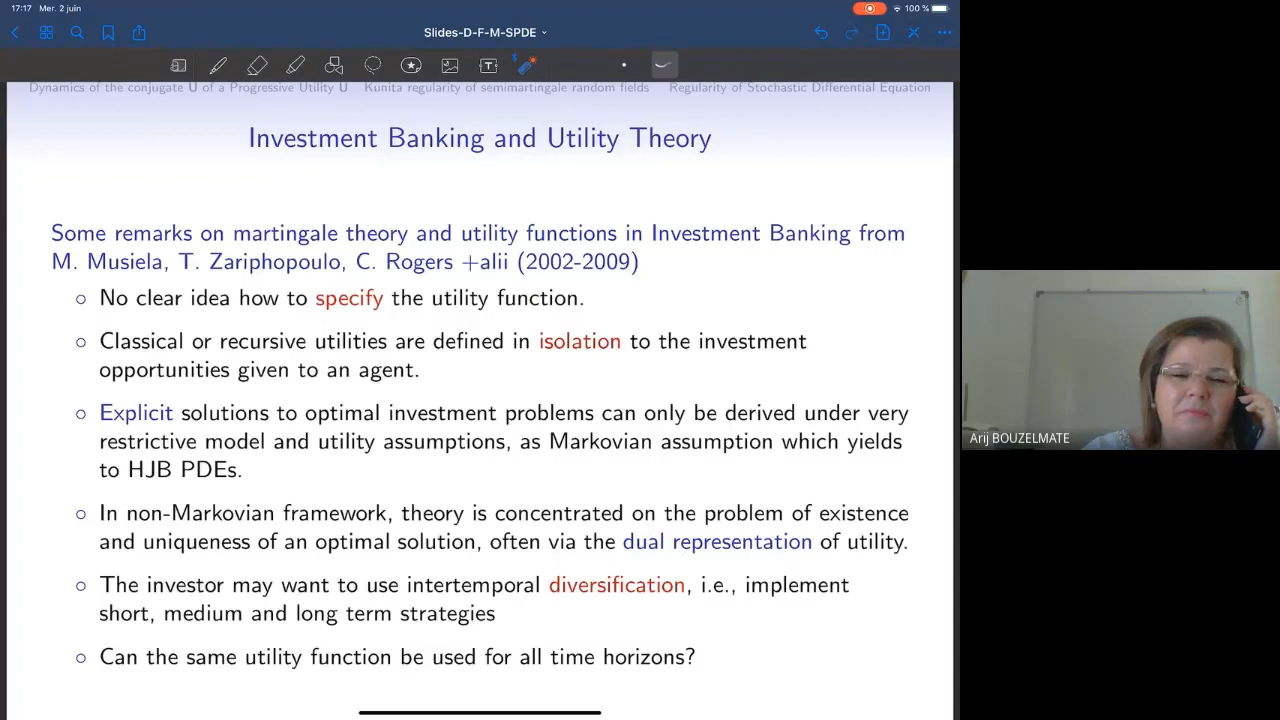 17:17 Mer. 2 juin
100 %
Slides-D-F-M-SPDE
Dynamics of the conjugate U of a Progressive Utility U Kunita regularity of semimartingale random fields Regularity of Stochastic Differential Equation
Investment Banking and Utility Theory
Some remarks on martingale theory and utility functions in Investment Banking from
M. Musiela, T. Zariphopoulo, C. Rogers +alii (2002-2009)
○ No clear idea how to specify the utility function.
○ Classical or recursive utilities are defined in isolation to the investment
opportunities given to an agent.
○ Explicit solutions to optimal investment problems can only be derived under very
restrictive model and utility assumptions, as Markovian assumption which yields
to HJB PDEs.
○ In non-Markovian framework, theory is concentrated on the problem of existence
and uniqueness of an optimal solution, often via the dual representation of utility.
○ The investor may want to use intertemporal diversification, i.e., implement
short, medium and long term strategies
○ Can the same utility function be used for all time horizons?
Arij BOUZELMATE